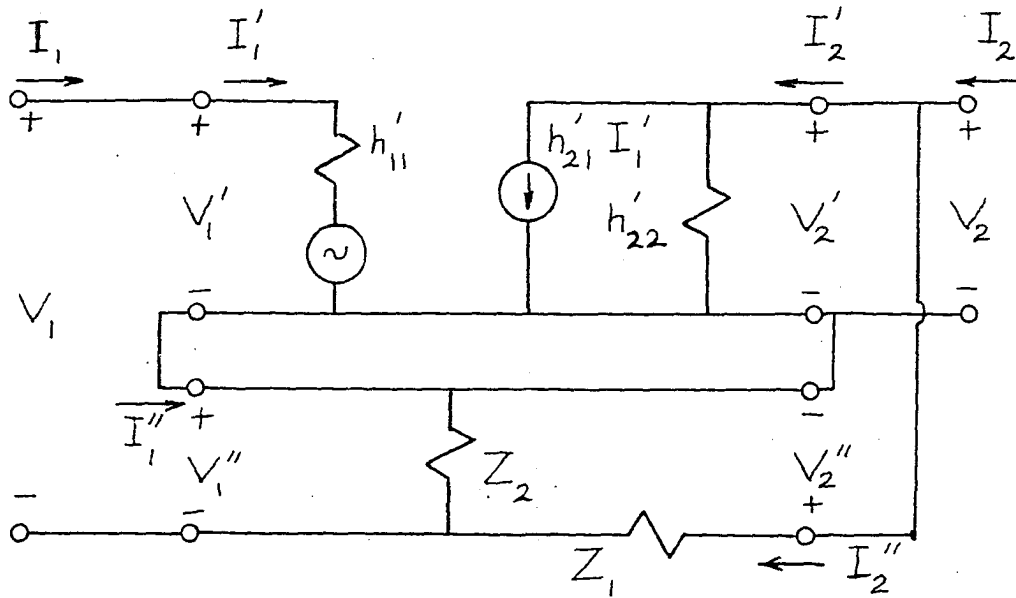 I₁ I₁′ I₂′ I₂
+ + + +
h₁₁′ h₂₁′ I₁′
V₁′ h₂₂′ V₂′ V₂
~
− − −
V₁
+ −
I₁″
V₁″ Z₂ V₂″
− − +
Z₁ I₂″